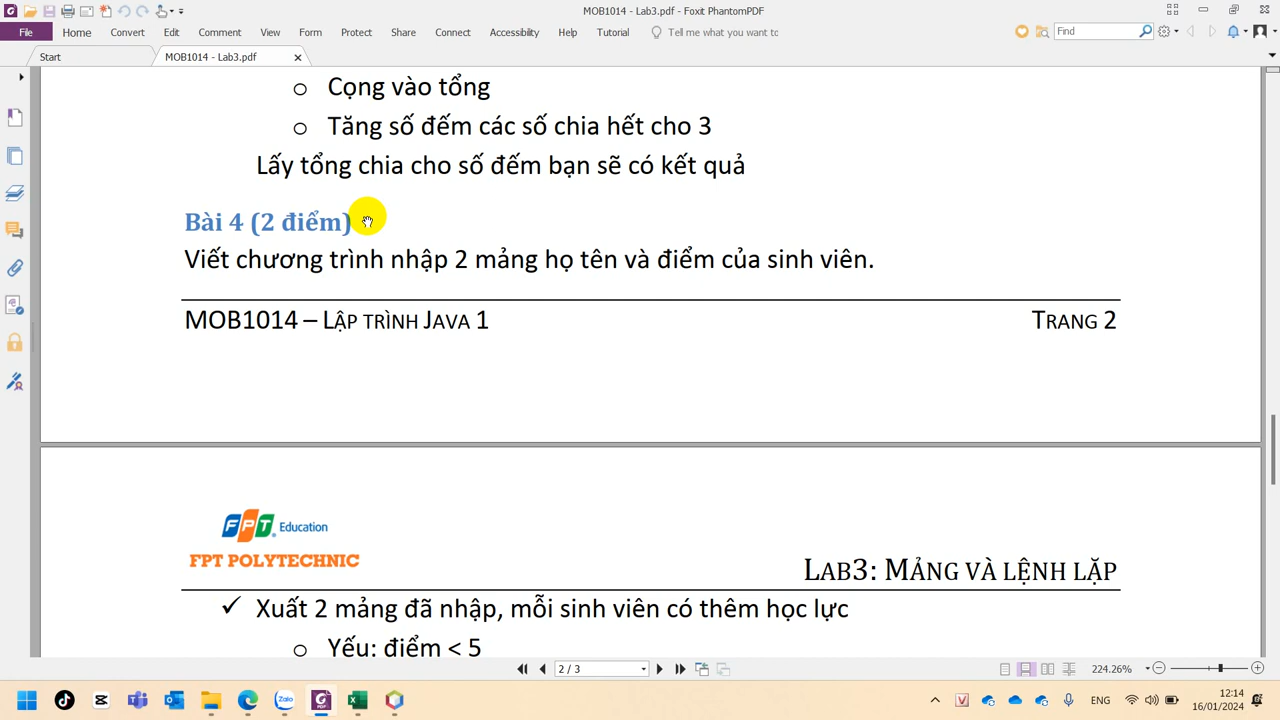 MOB1014 - Lab3.pdf - Foxit PhantomPDF
File Home Convert Edit Comment View Form Protect Share Connect Accessibility Help Tutorial Tell me what you want to Find
Start MOB1014 - Lab3.pdf
Cọng vào tổng
Tăng số đếm các số chia hết cho 3
Lấy tổng chia cho số đếm bạn sẽ có kết quả
Bài 4 (2 điểm)
Viết chương trình nhập 2 mảng họ tên và điểm của sinh viên.
MOB1014 – LẬP TRÌNH JAVA 1 TRANG 2
FPT Education
FPT POLYTECHNIC
LAB3: MẢNG VÀ LỆNH LẶP
✓ Xuất 2 mảng đã nhập, mỗi sinh viên có thêm học lực
Yếu: điểm < 5
2 / 3 224.26%
ENG 12:14
16/01/2024